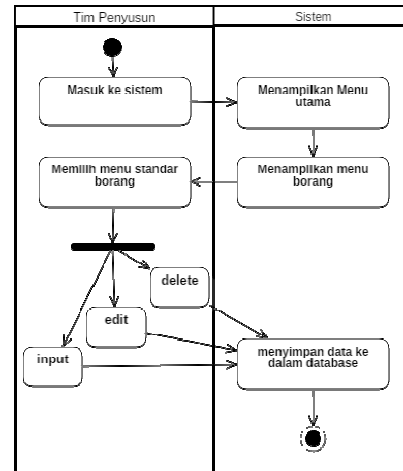 Tim Penyusun
Sistem
Masuk ke sistem
Menampilkan Menu
utama
Memilih menu standar
borang
Menampilkan menu
borang
delete
edit
input
menyimpan data ke
dalam database